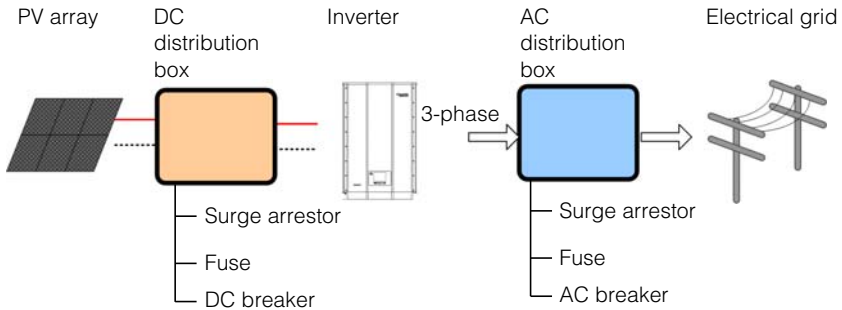 PV array
DC
distribution
box
Inverter
AC
distribution
box
Electrical grid
3-phase
Surge arrestor
Fuse
DC breaker
Surge arrestor
Fuse
AC breaker